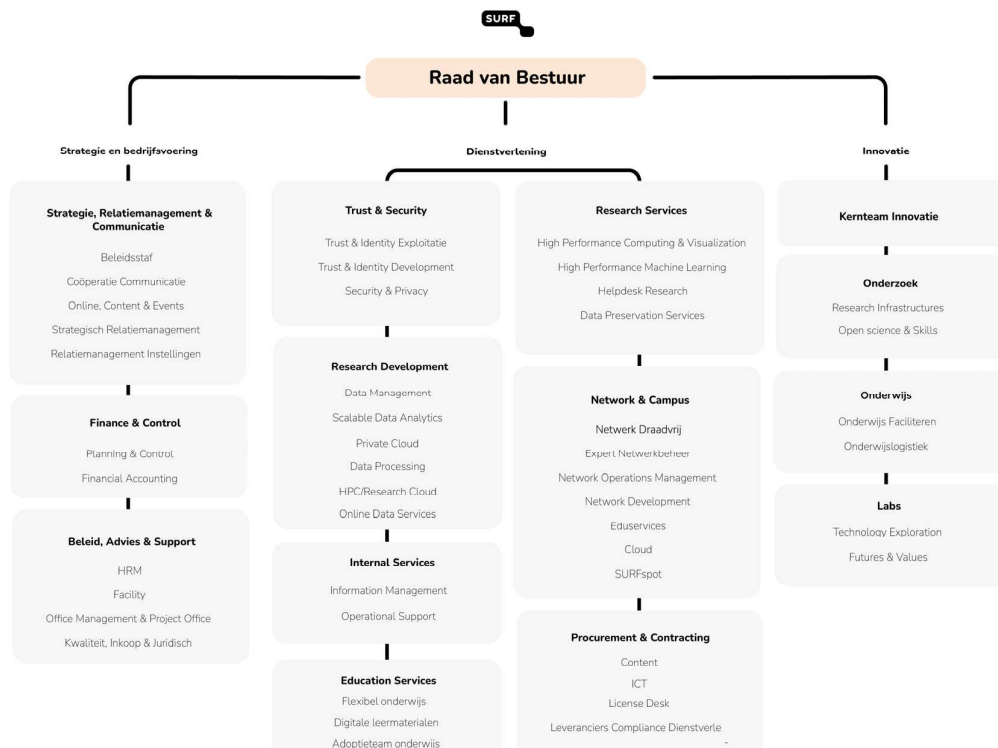 SURF
Raad van Bestuur
Strategie en bedrijfsvoering
Dienstverlening
Innovatie
Strategie, Relatiemanagement &
Communicatie
Beleidsstaf
Coöperatie Communicatie
Online, Content & Events
Strategisch Relatiemanagement
Relatiemanagement Instellingen
Finance & Control
Planning & Control
Financial Accounting
Beleid, Advies & Support
HRM
Facility
Office Management & Project Office
Kwaliteit, Inkoop & Juridisch
Trust & Security
Trust & Identity Exploitatie
Trust & Identity Development
Security & Privacy
Research Development
Data Management
Scalable Data Analytics
Private Cloud
Data Processing
HPC/Research Cloud
Online Data Services
Internal Services
Information Management
Operational Support
Education Services
Flexibel onderwijs
Digitale leermaterialen
Adoptieteam onderwijs
Research Services
High Performance Computing & Visualization
High Performance Machine Learning
Helpdesk Research
Data Preservation Services
Network & Campus
Netwerk Draadvrij
Expert Netwerkbeheer
Network Operations Management
Network Development
Eduservices
Cloud
SURFspot
Procurement & Contracting
Content
ICT
License Desk
Leveranciers Compliance Dienstverle
Kernteam Innovatie
Onderzoek
Research Infrastructures
Open science & Skills
Onderwijs
Onderwijs Faciliteren
Onderwijslogistiek
Labs
Technology Exploration
Futures & Values